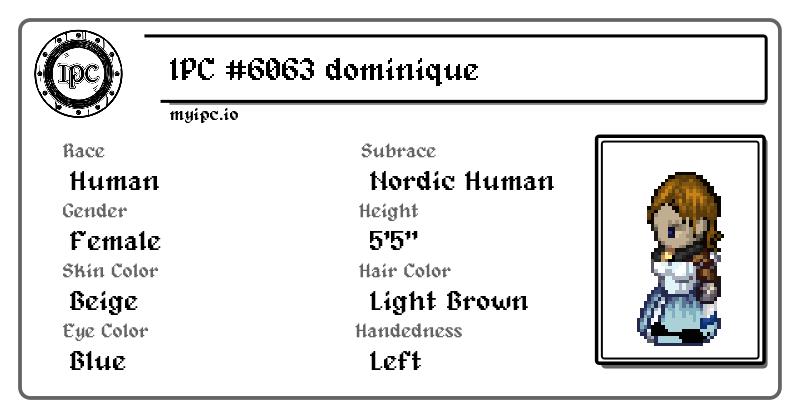 IPC
IPC #6063 dominique
myipc.io
Race
Human
Subrace
Nordic Human
Gender
Female
Height
5'5"
Skin Color
Beige
Hair Color
Light Brown
Eye Color
Blue
Handedness
Left